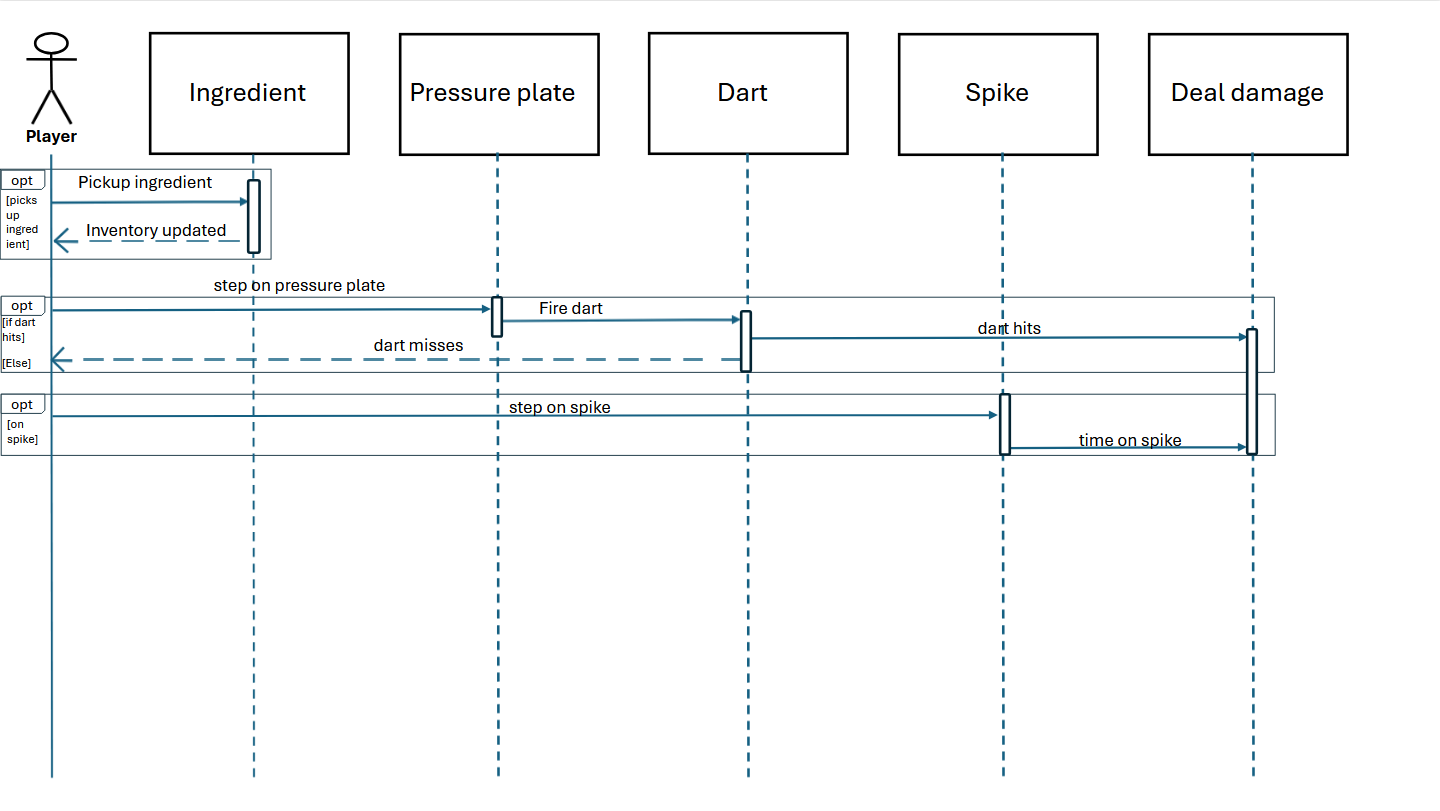 Player
Ingredient
Pressure plate
Dart
Spike
Deal damage
opt
[picks
up
ingred
ient]
Pickup ingredient
Inventory updated
step on pressure plate
opt
[if dart
hits]
[Else]
Fire dart
dart hits
dart misses
opt
[on
spike]
step on spike
time on spike